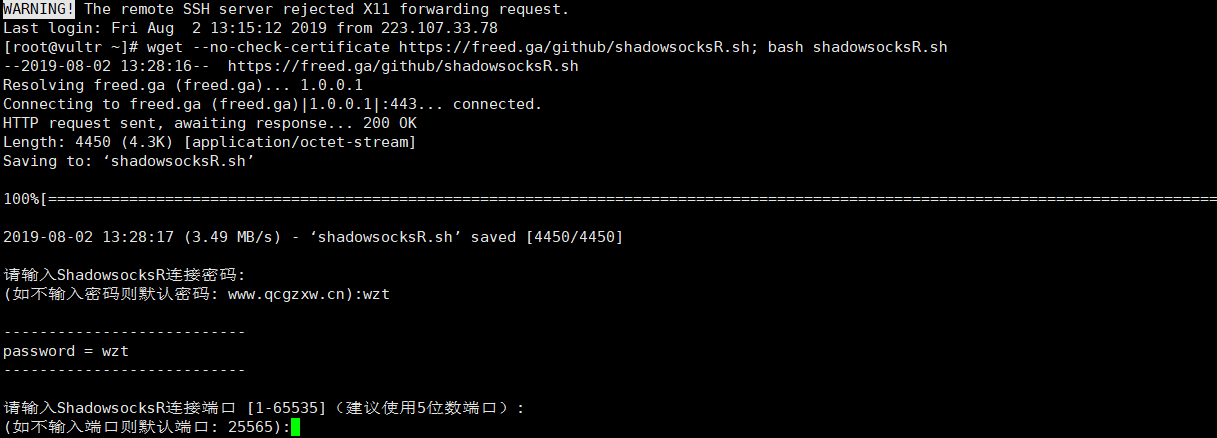 WARNING! The remote SSH server rejected X11 forwarding request.
Last login: Fri Aug  2 13:15:12 2019 from 223.107.33.78
[root@vultr ~]# wget --no-check-certificate https://freed.ga/github/shadowsocksR.sh; bash shadowsocksR.sh
--2019-08-02 13:28:16--  https://freed.ga/github/shadowsocksR.sh
Resolving freed.ga (freed.ga)... 1.0.0.1
Connecting to freed.ga (freed.ga)|1.0.0.1|:443... connected.
HTTP request sent, awaiting response... 200 OK
Length: 4450 (4.3K) [application/octet-stream]
Saving to: ‘shadowsocksR.sh’
100%[===================================================================================================================================
2019-08-02 13:28:17 (3.49 MB/s) - ‘shadowsocksR.sh’ saved [4450/4450]
请输入ShadowsocksR连接密码:
(如不输入密码则默认密码: www.qcgzxw.cn):wzt
---------------------------
password = wzt
---------------------------
请输入ShadowsocksR连接端口 [1-65535]（建议使用5位数端口）:
(如不输入端口则默认端口: 25565):